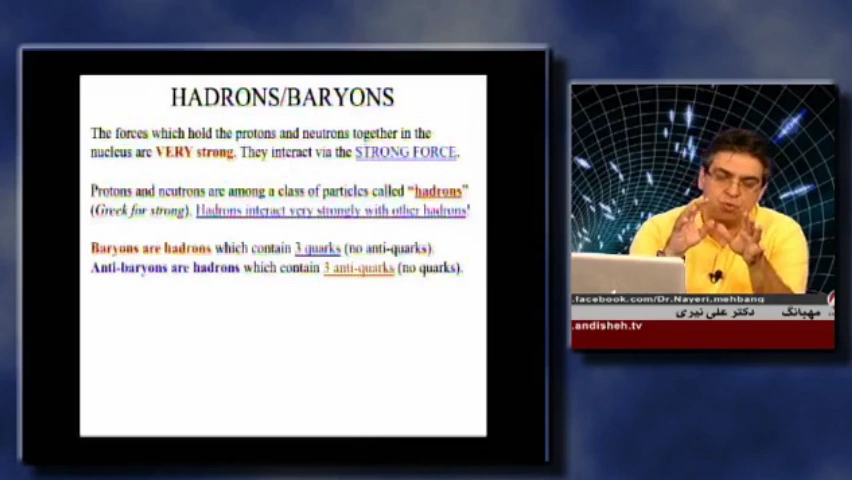 HADRONS/BARYONS
The forces which hold the protons and neutrons together in the
nucleus are VERY strong. They interact via the STRONG FORCE.
Protons and neutrons are among a class of particles called “hadrons”
(Greek for strong). Hadrons interact very strongly with other hadrons!
Baryons are hadrons which contain 3 quarks (no anti-quarks).
Anti-baryons are hadrons which contain 3 anti-quarks (no quarks).
.facebook.com/Dr.Nayeri.mehbang
مهبانگ دکتر علی نیری
.andisheh.tv